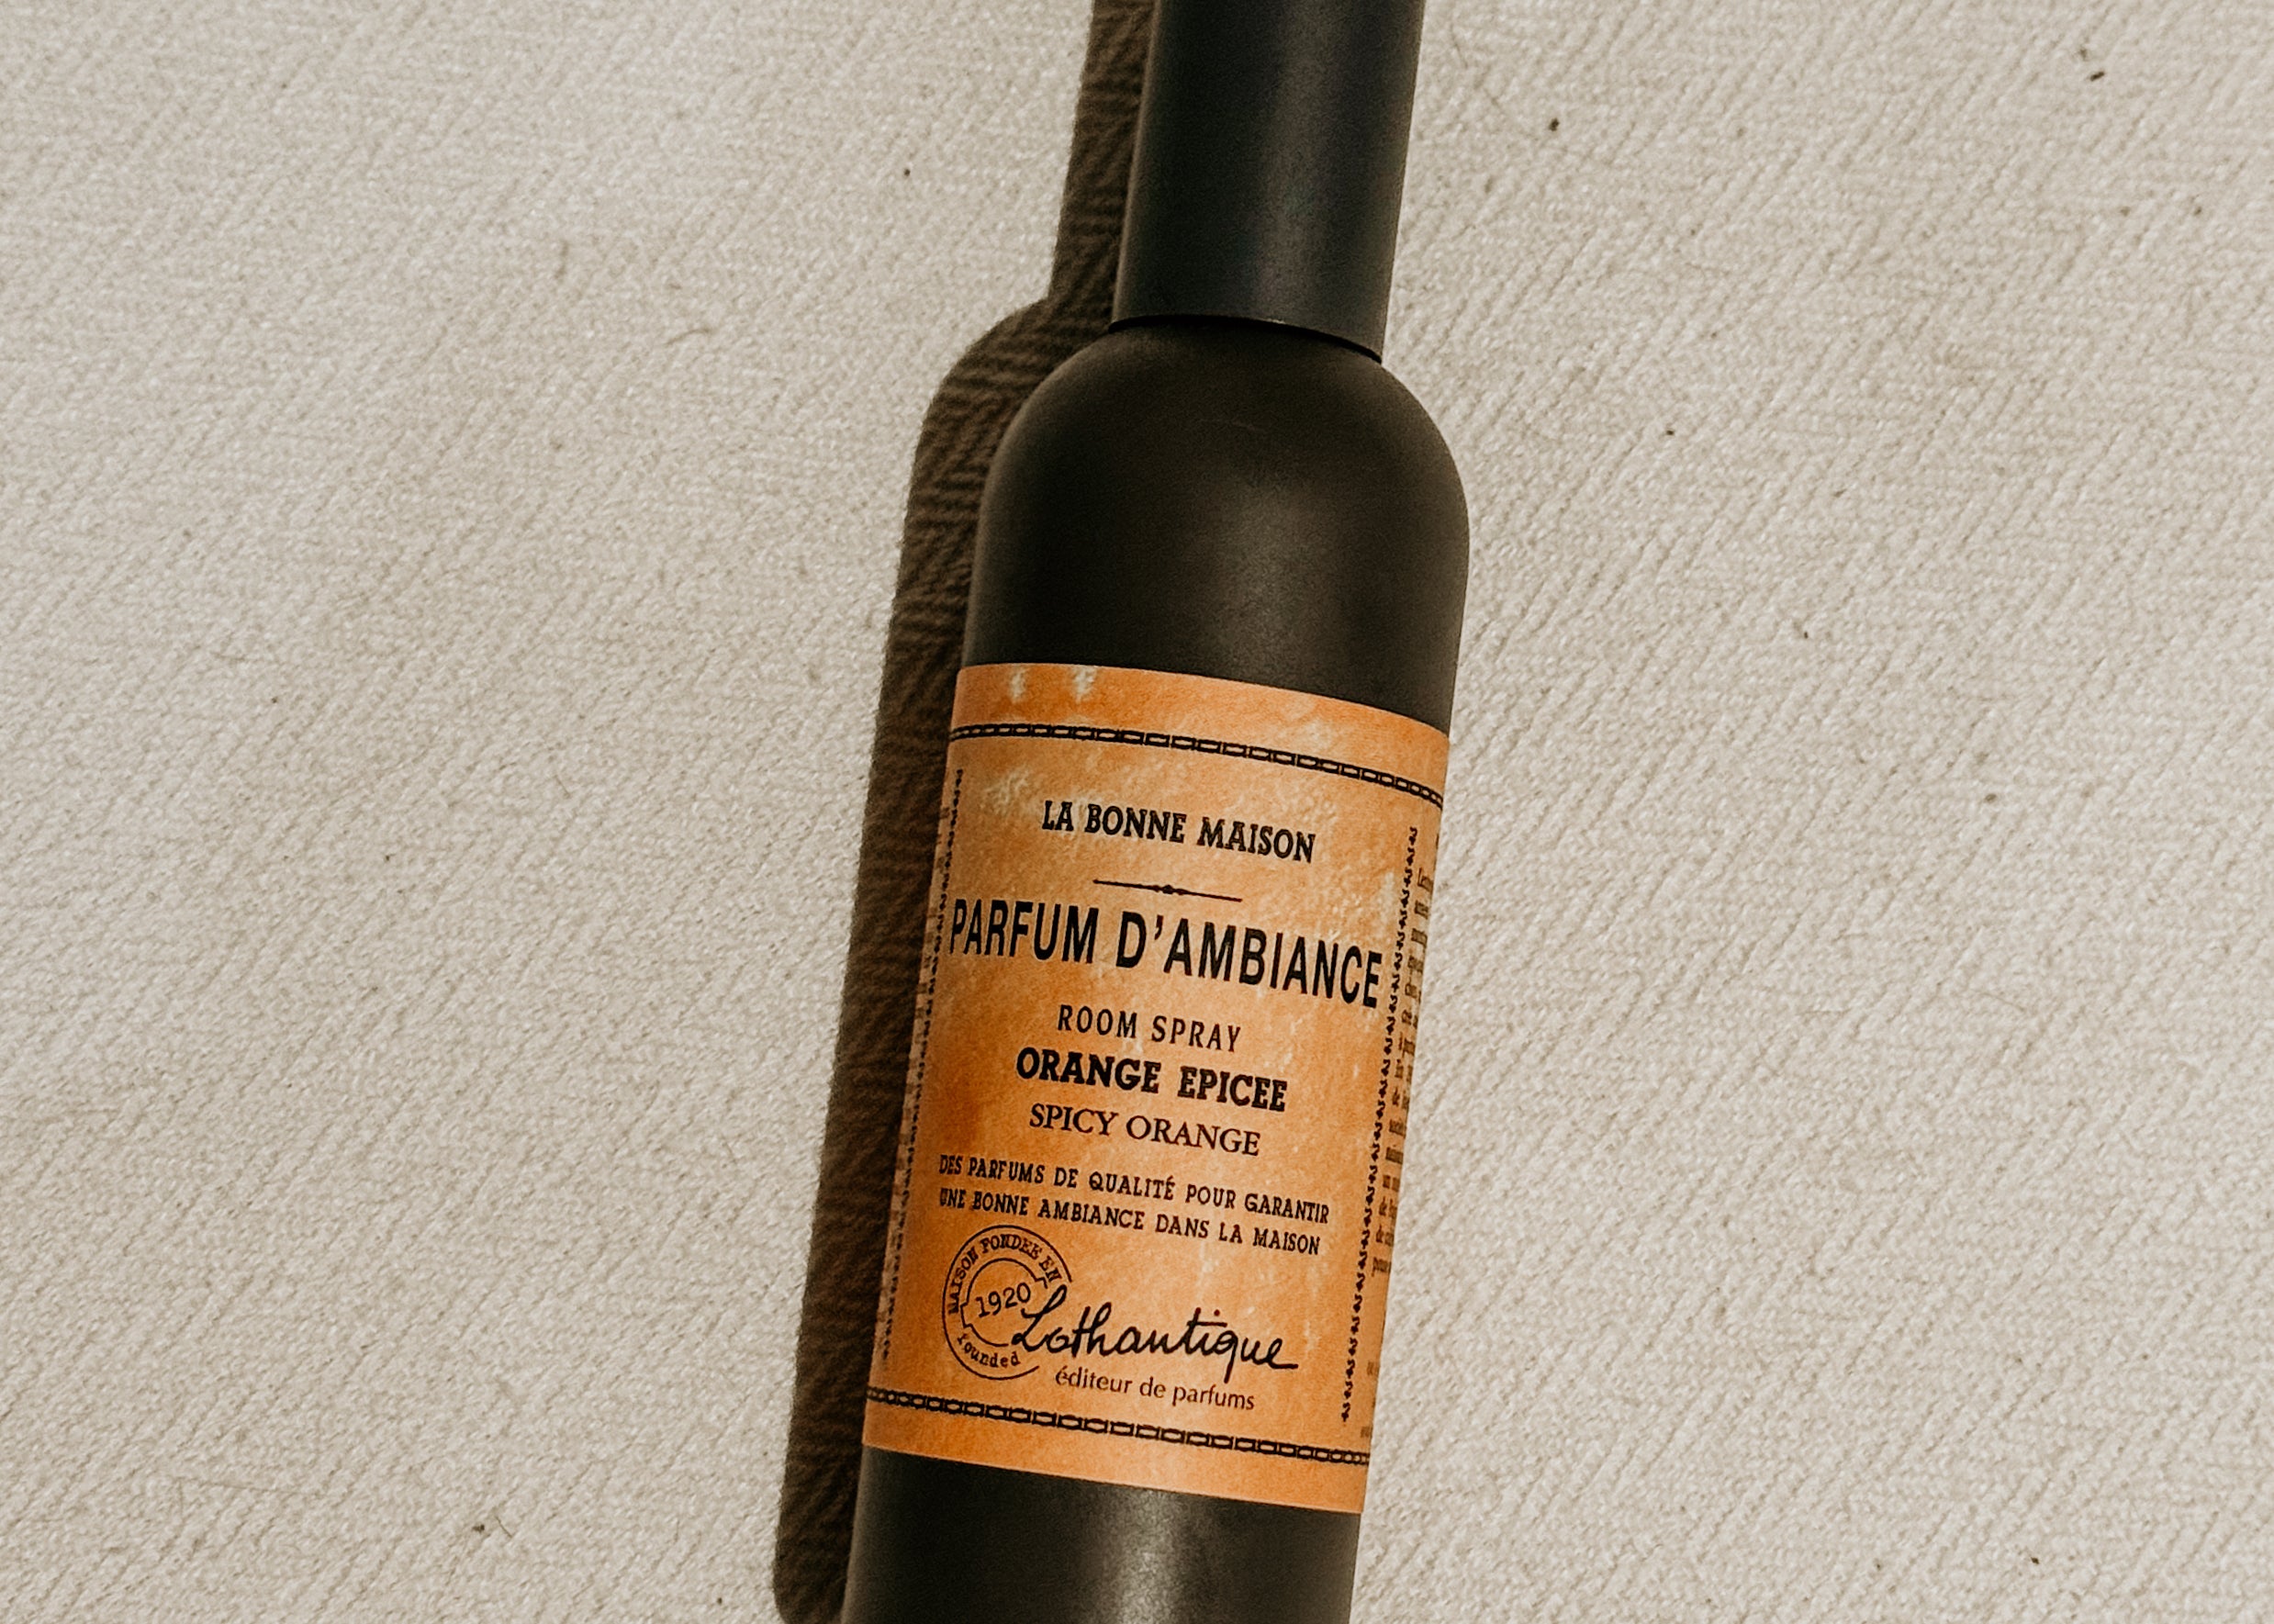 LA BONNE MAISON
PARFUM D'AMBIANCE
ROOM SPRAY
ORANGE EPICEE
SPICY ORANGE
DES PARFUMS DE QUALITÉ POUR GARANTIR
UNE BONNE AMBIANCE DANS LA MAISON
MAISON FONDEE EN
1920
founded
Lothantique
éditeur de parfums